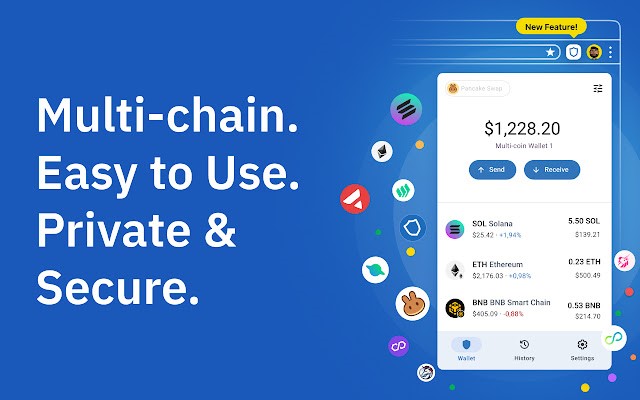 New Feature!
Multi-chain.
Easy to Use.
Private &
Secure.
Pancake Swap
$1,228.20
Multi-coin Wallet 1
Send
Receive
SOL Solana
5.50 SOL
$25.42 · +1,94%
$139.21
ETH Ethereum
0.23 ETH
$2,176.03 · +0,98%
$500.49
BNB BNB Smart Chain
0.53 BNB
$405.09 · -0,88%
$214.70
Wallet
History
Settings